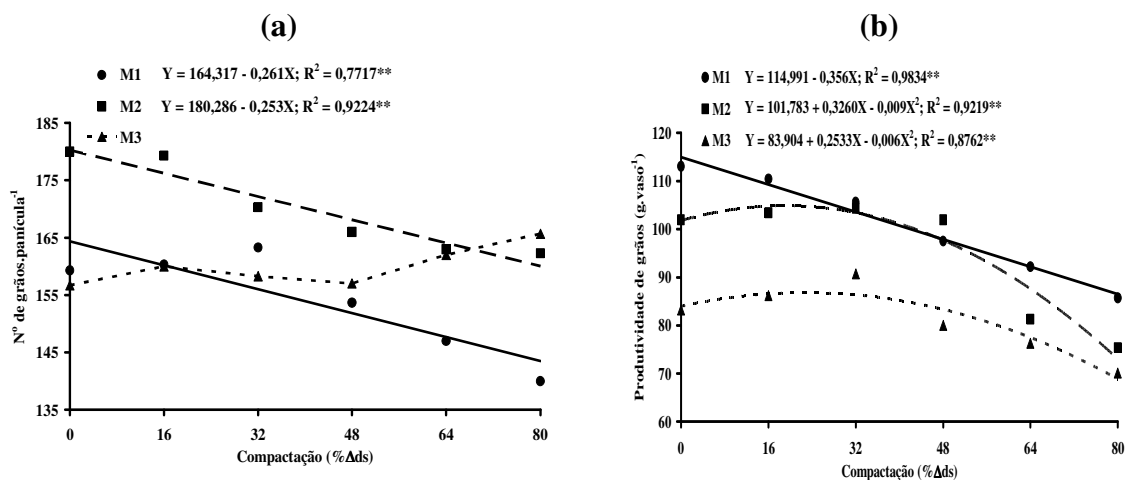 (a)
M1 Y = 164,317 - 0,261X; R² = 0,7717**
M2 Y = 180,286 - 0,253X; R² = 0,9224**
M3
185
175
165
155
145
135
0 16 32 48 64 80
Nº de grãos.panícula⁻¹
Compactação (%Δds)
(b)
M1 Y = 114,991 - 0,356X; R² = 0,9834**
M2 Y = 101,783 + 0,3260X - 0,009X²; R² = 0,9219**
M3 Y = 83,904 + 0,2533X - 0,006X²; R² = 0,8762**
120
110
100
90
80
70
60
0 16 32 48 64 80
Produtividade de grãos (g.vaso⁻¹)
Compactação (%Δds)